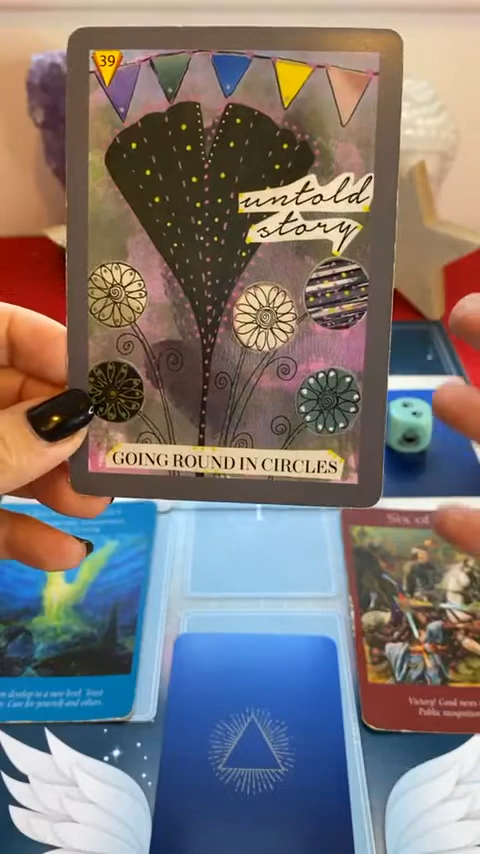 39
untold
story
GOING ROUND IN CIRCLES
Six of
develop to a new level. Trust
Care for yourself and others.
Victory! Good news
Public recognition